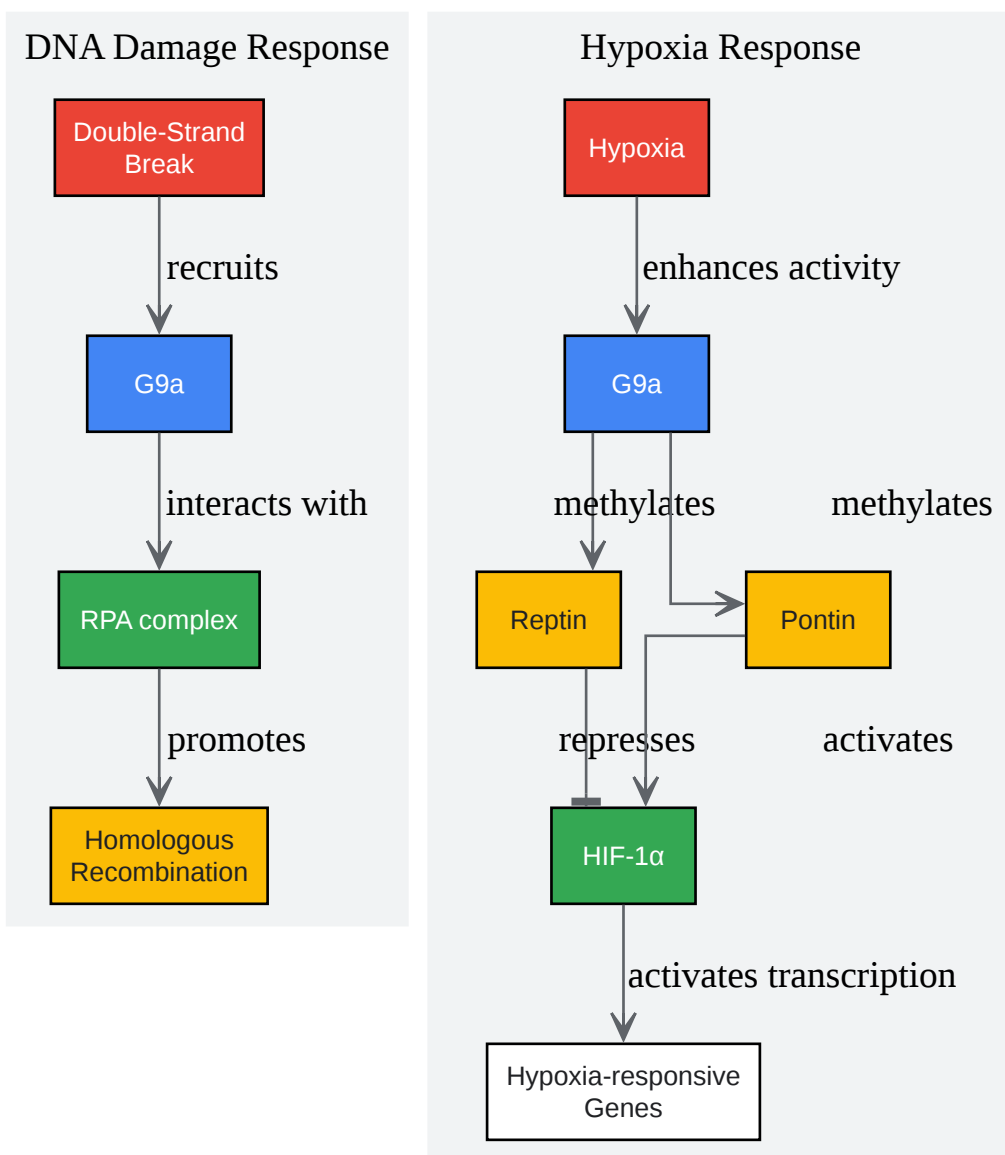 DNA Damage Response
Double-Strand
Break
recruits
G9a
interacts with
RPA complex
promotes
Homologous
Recombination
Hypoxia Response
Hypoxia
enhances activity
G9a
methylates
methylates
Reptin
Pontin
represses
activates
HIF-1α
activates transcription
Hypoxia-responsive
Genes